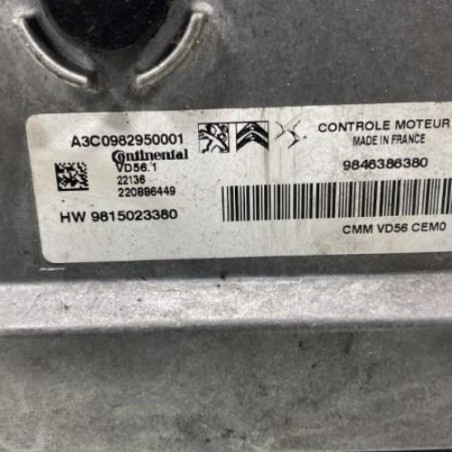 A3C0982950001
Continental
VD56.1
22136
220896449
HW 9815023380
CONTROLE MOTEUR
MADE IN FRANCE
9846386380
CMM VD56 CEM0